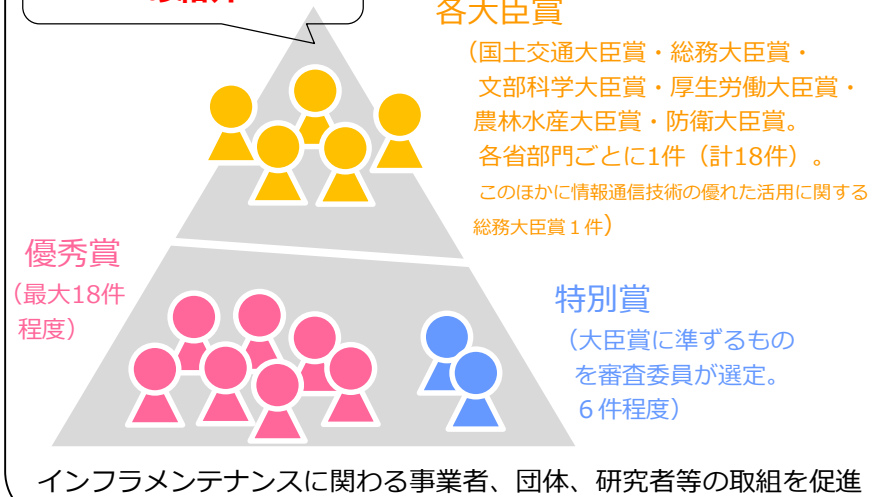 各大臣賞
（国土交通大臣賞・総務大臣賞・
文部科学大臣賞・厚生労働大臣賞・
農林水産大臣賞・防衛大臣賞。
各省部門ごとに1件（計18件）。
このほかに情報通信技術の優れた活用に関する
総務大臣賞１件）
優秀賞
（最大18件
程度）
特別賞
（大臣賞に準ずるもの
を審査委員が選定。
６件程度）
インフラメンテナンスに関わる事業者、団体、研究者等の取組を促進